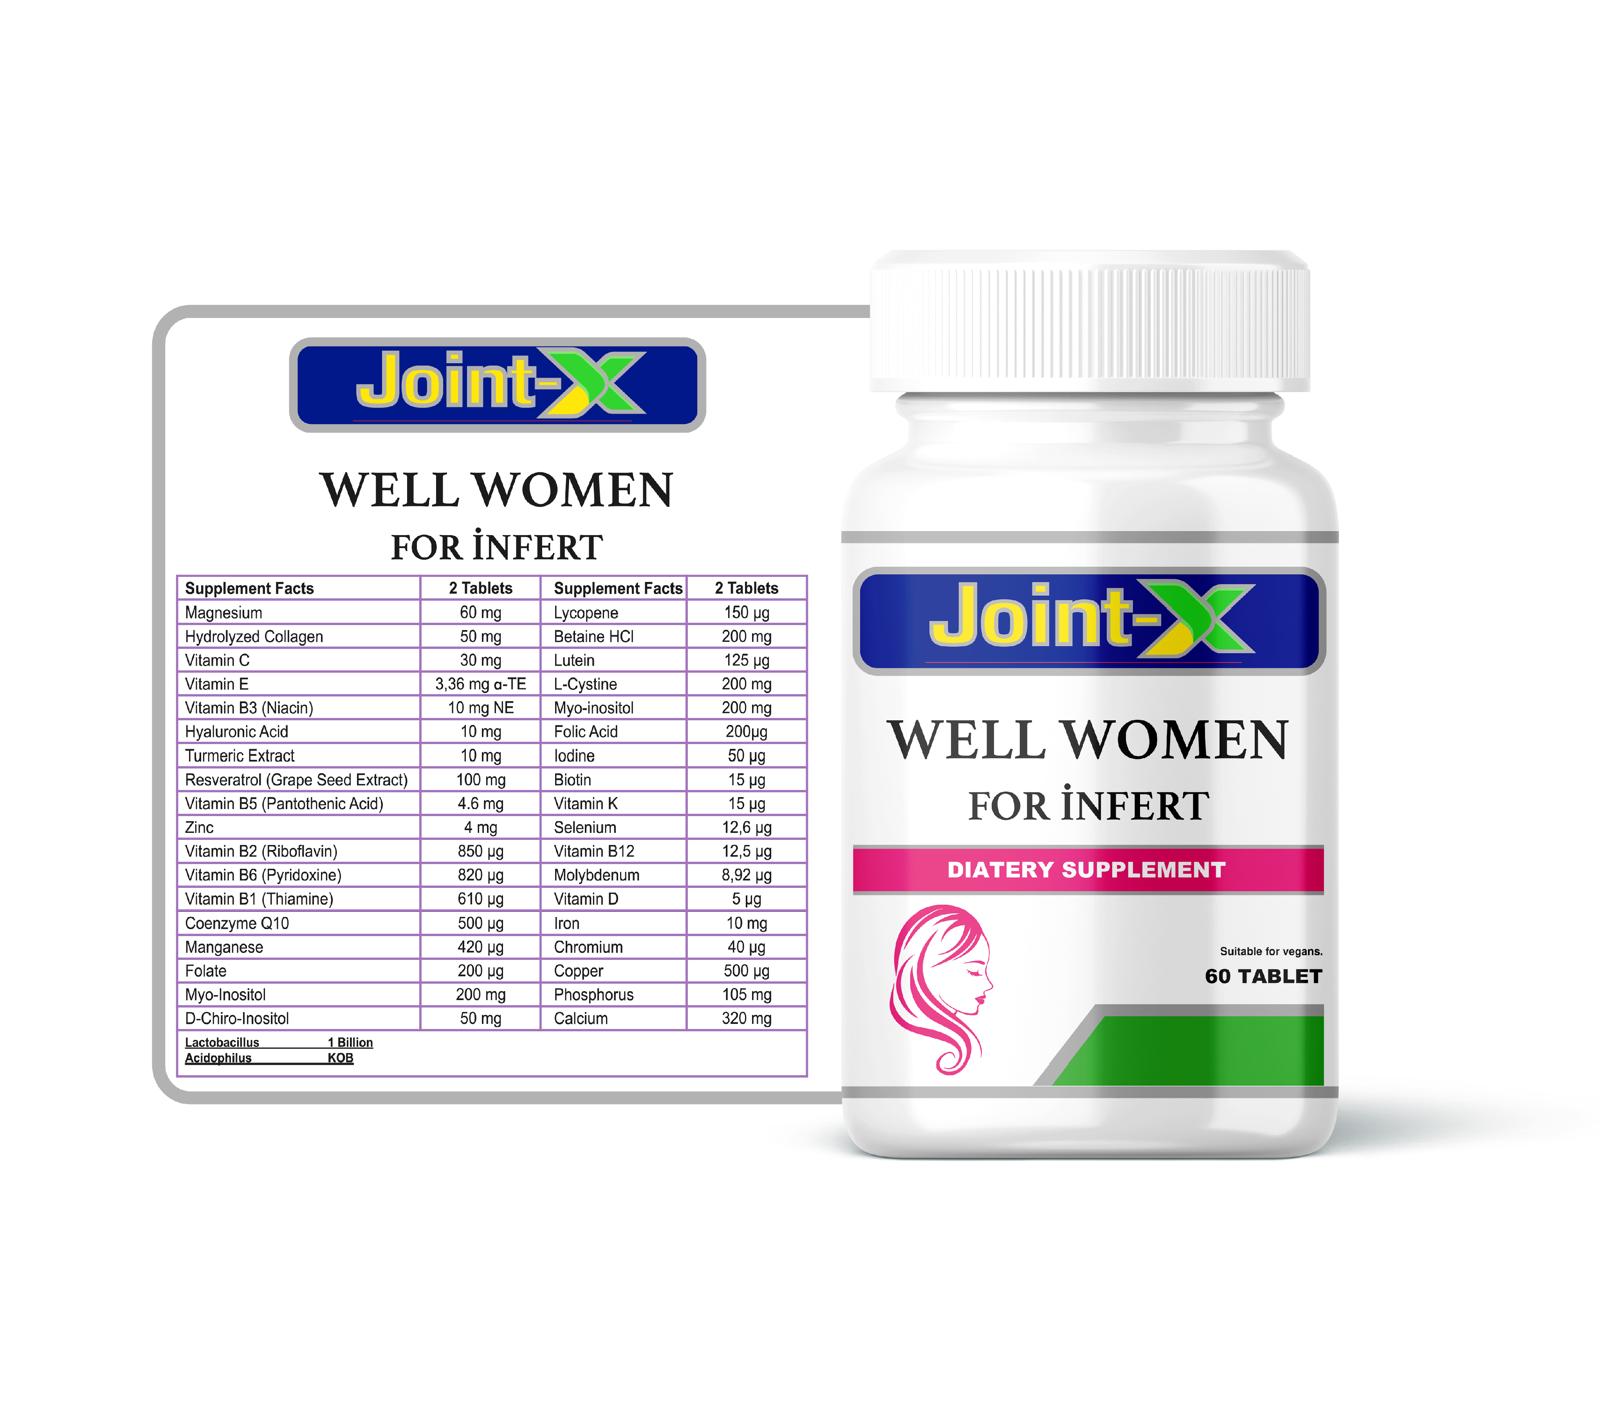 Joint-X
WELL WOMEN
FOR İNFERT
Supplement Facts 2 Tablets Supplement Facts 2 Tablets
Magnesium 60 mg Lycopene 150 µg
Hydrolyzed Collagen 50 mg Betaine HCl 200 mg
Vitamin C 30 mg Lutein 125 µg
Vitamin E 3,36 mg α-TE L-Cystine 200 mg
Vitamin B3 (Niacin) 10 mg NE Myo-inositol 200 mg
Hyaluronic Acid 10 mg Folic Acid 200µg
Turmeric Extract 10 mg Iodine 50 µg
Resveratrol (Grape Seed Extract) 100 mg Biotin 15 µg
Vitamin B5 (Pantothenic Acid) 4.6 mg Vitamin K 15 µg
Zinc 4 mg Selenium 12,6 µg
Vitamin B2 (Riboflavin) 850 µg Vitamin B12 12,5 µg
Vitamin B6 (Pyridoxine) 820 µg Molybdenum 8,92 µg
Vitamin B1 (Thiamine) 610 µg Vitamin D 5 µg
Coenzyme Q10 500 µg Iron 10 mg
Manganese 420 µg Chromium 40 µg
Folate 200 µg Copper 500 µg
Myo-Inositol 200 mg Phosphorus 105 mg
D-Chiro-Inositol 50 mg Calcium 320 mg
Lactobacillus 1 Billion
Acidophilus KOB
Joint-X
WELL WOMEN
FOR İNFERT
DIATERY SUPPLEMENT
Suitable for vegans.
60 TABLET